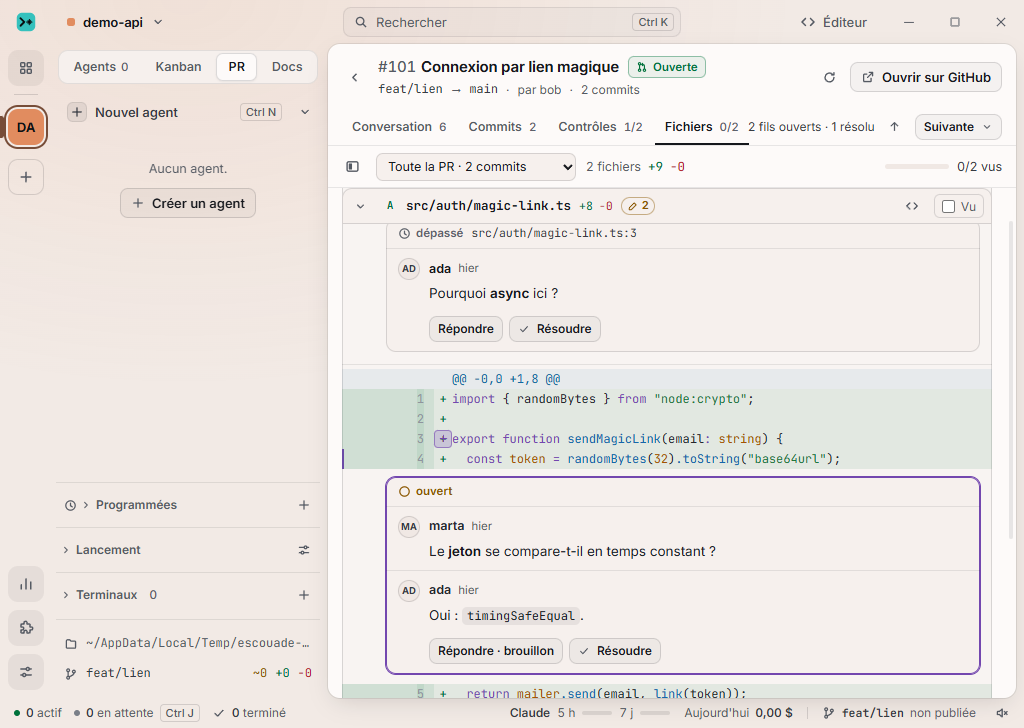 demo-api
Rechercher
Ctrl K
Éditeur
Agents 0
Kanban
PR
Docs
Nouvel agent
Ctrl N
Aucun agent.
Créer un agent
DA
Programmées
Lancement
Terminaux 0
~/AppData/Local/Temp/escouade-…
feat/lien
~0 +0 -0
#101 Connexion par lien magique
Ouverte
feat/lien → main · par bob · 2 commits
Ouvrir sur GitHub
Conversation 6
Commits 2
Contrôles 1/2
Fichiers 0/2
2 fils ouverts · 1 résolu
Suivante
Toute la PR · 2 commits
2 fichiers +9 -0
0/2 vus
A src/auth/magic-link.ts +8 -0
2
Vu
dépassé src/auth/magic-link.ts:3
AD
ada hier
Pourquoi async ici ?
Répondre
Résoudre
@@ -0,0 +1,8 @@
1 + import { randomBytes } from "node:crypto";
2 +
3 + export function sendMagicLink(email: string) {
4 + const token = randomBytes(32).toString("base64url");
ouvert
MA
marta hier
Le jeton se compare-t-il en temps constant ?
AD
ada hier
Oui : timingSafeEqual.
Répondre · brouillon
Résoudre
5 + return mailer.send(email, link(token));
0 actif
0 en attente
Ctrl J
0 terminé
Claude 5 h
7 j
Aujourd'hui 0,00 $
feat/lien non publiée